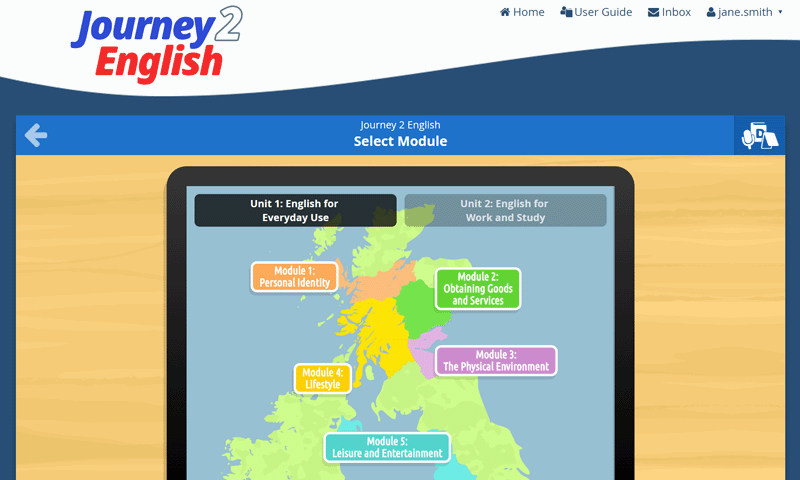 Journey 2
English
Home
User Guide
Inbox
jane.smith
Journey 2 English
Select Module
D
Unit 1: English for
Everyday Use
Unit 2: English for
Work and Study
Module 1:
Personal Identity
Module 2:
Obtaining Goods
and Services
Module 3:
The Physical Environment
Module 4:
Lifestyle
Module 5:
Leisure and Entertainment